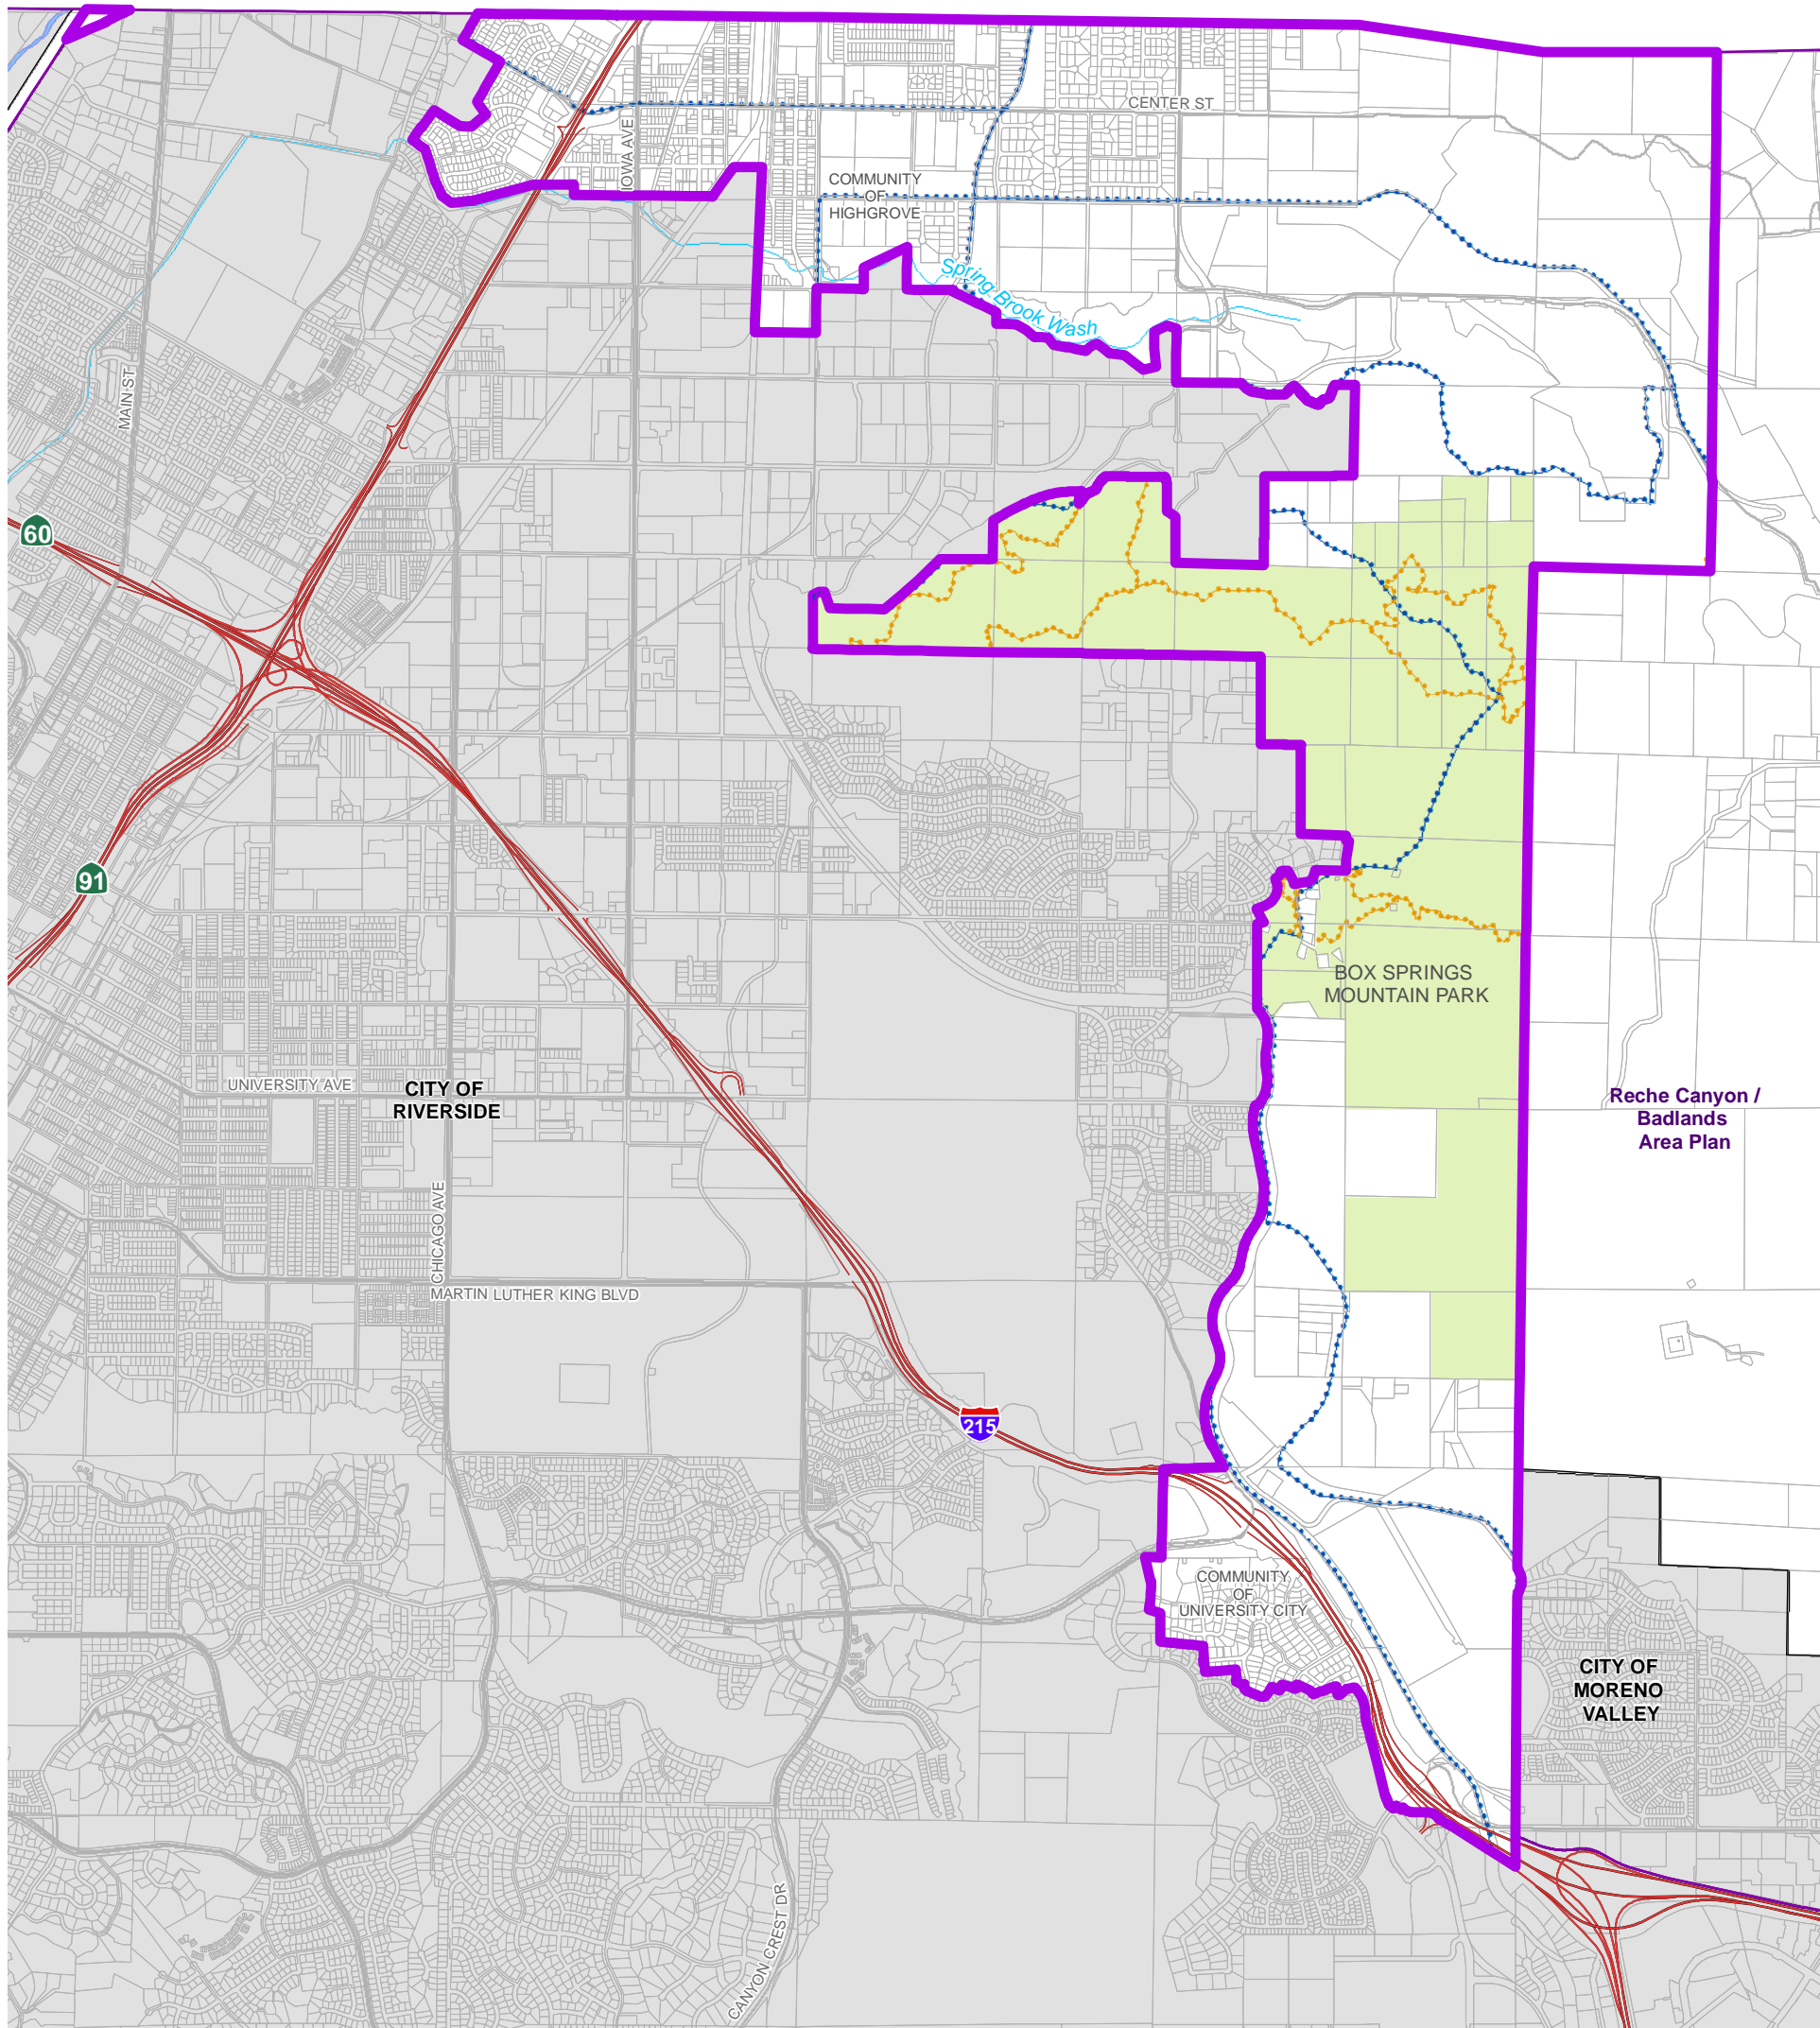 CENTER ST
IOWA AVE
COMMUNITY
OF
HIGHGROVE
Spring Brook Wash
MAIN ST
60
91
BOX SPRINGS
MOUNTAIN PARK
UNIVERSITY AVE
CITY OF
RIVERSIDE
Reche Canyon /
Badlands
Area Plan
CHICAGO AVE
MARTIN LUTHER KING BLVD
215
COMMUNITY
OF
UNIVERSITY CITY
CITY OF
MORENO
VALLEY
CANYON CREST DR